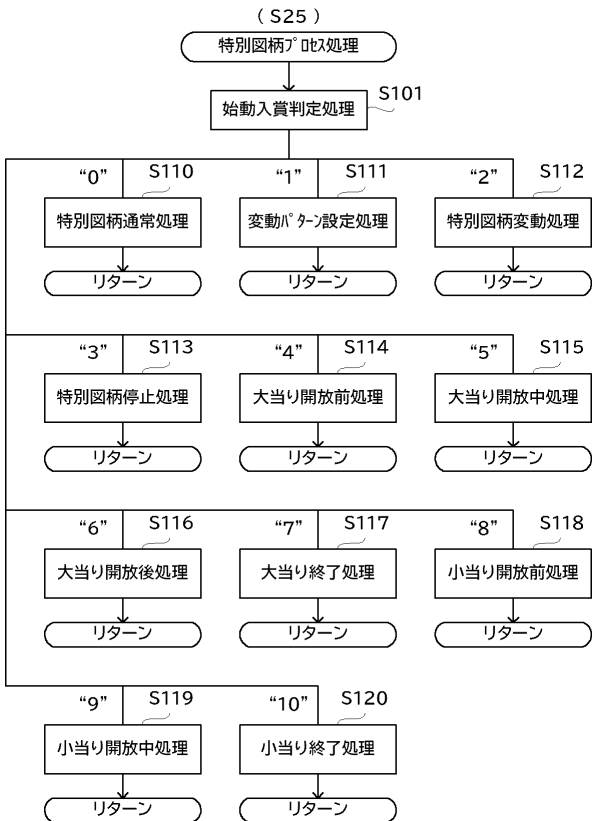 (S25)
特別図柄ﾌﾟﾛｾｽ処理
S101
始動入賞判定処理
“0” S110 “1” S111 “2” S112
特別図柄通常処理 変動ﾊﾟﾀｰﾝ設定処理 特別図柄変動処理
リターン リターン リターン
“3” S113 “4” S114 “5” S115
特別図柄停止処理 大当り開放前処理 大当り開放中処理
リターン リターン リターン
“6” S116 “7” S117 “8” S118
大当り開放後処理 大当り終了処理 小当り開放前処理
リターン リターン リターン
“9” S119 “10” S120
小当り開放中処理 小当り終了処理
リターン リターン